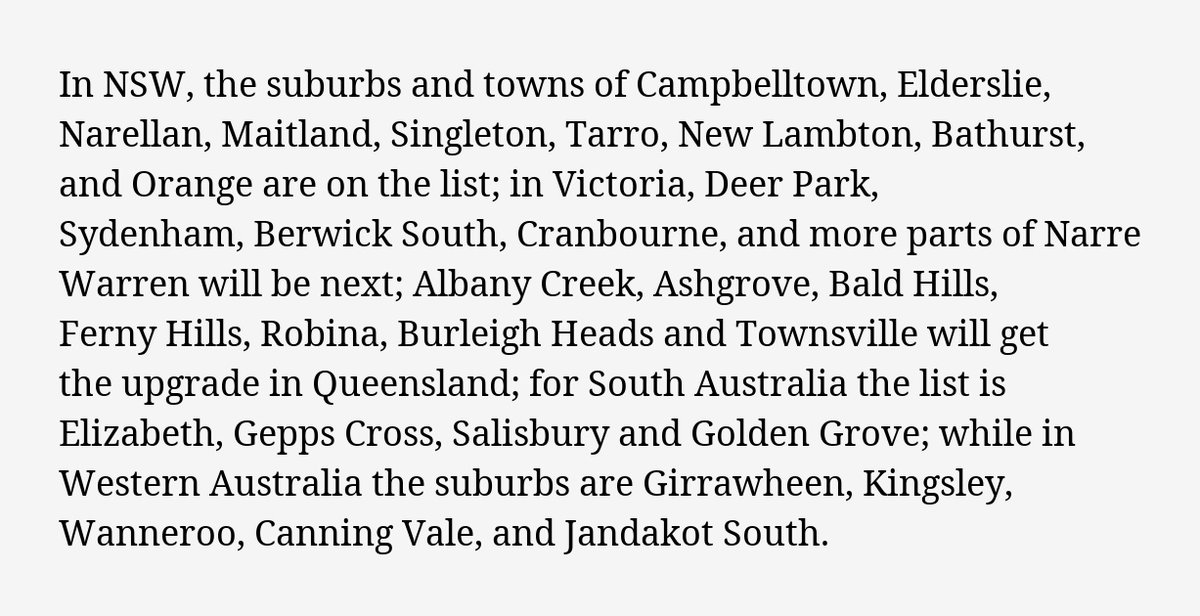 In NSW, the suburbs and towns of Campbelltown, Elderslie,
Narellan, Maitland, Singleton, Tarro, New Lambton, Bathurst,
and Orange are on the list; in Victoria, Deer Park,
Sydenham, Berwick South, Cranbourne, and more parts of Narre
Warren will be next; Albany Creek, Ashgrove, Bald Hills,
Ferny Hills, Robina, Burleigh Heads and Townsville will get
the upgrade in Queensland; for South Australia the list is
Elizabeth, Gepps Cross, Salisbury and Golden Grove; while in
Western Australia the suburbs are Girrawheen, Kingsley,
Wanneroo, Canning Vale, and Jandakot South.